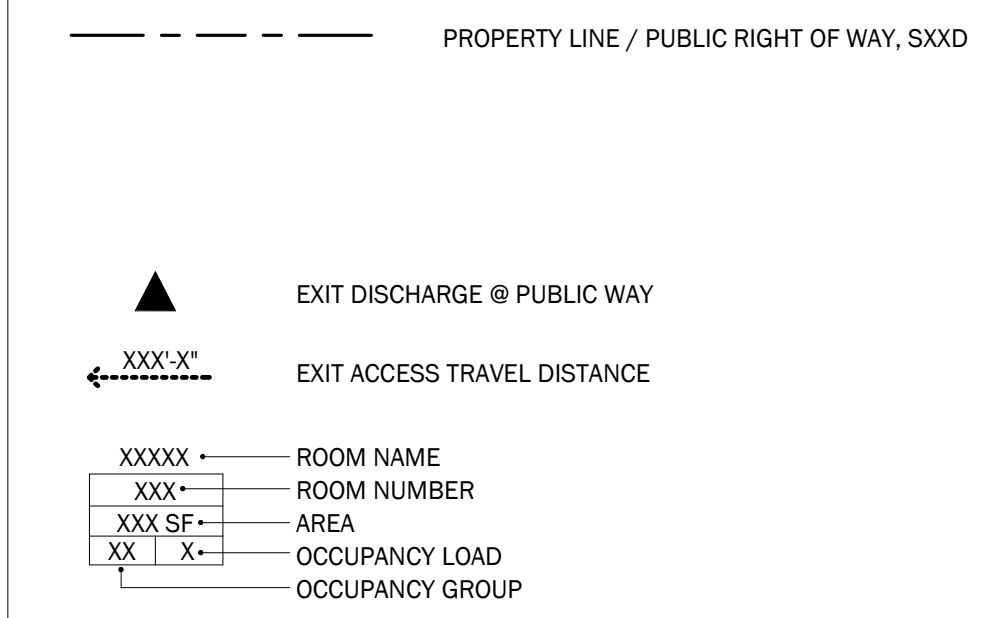 PROPERTY LINE / PUBLIC RIGHT OF WAY, SXXD
EXIT DISCHARGE @ PUBLIC WAY
XXX'-X"
EXIT ACCESS TRAVEL DISTANCE
XXXXX ROOM NAME
XXX ROOM NUMBER
XXX SF AREA
XX X OCCUPANCY LOAD
OCCUPANCY GROUP